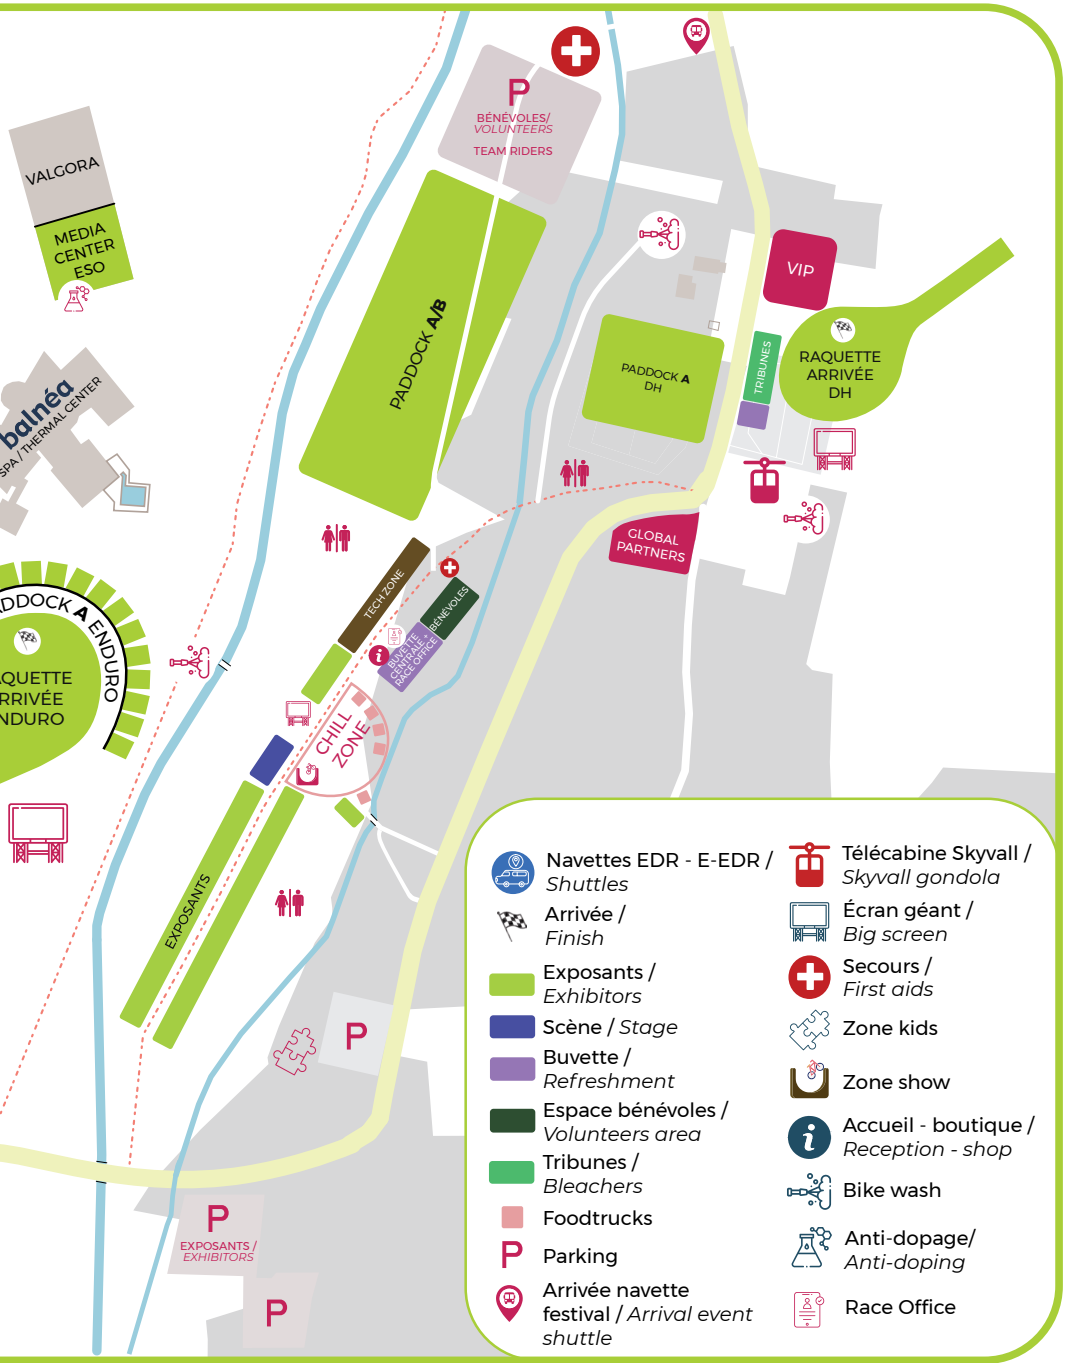 P
BÉNÉVOLES/
VOLUNTEERS
TEAM RIDERS
VALGORA
MEDIA
CENTER
ESO
balnéa
SPA / THERMAL CENTER
PADDOCK A/B
PADDOCK A
DH
VIP
TRIBUNES
RAQUETTE
ARRIVÉE
DH
GLOBAL
PARTNERS
TECH ZONE
BÉNÉVOLES
BUVETTE
CENTRALE +
RACE OFFICE
i
CHILL
ZONE
A ENDURO
EXPOSANTS
P
P
EXPOSANTS /
EXHIBITORS
P
Navettes EDR - E-EDR /
Shuttles
Arrivée /
Finish
Exposants /
Exhibitors
Scène / Stage
Buvette /
Refreshment
Espace bénévoles /
Volunteers area
Tribunes /
Bleachers
Foodtrucks
P Parking
Arrivée navette
festival / Arrival event
shuttle
Télécabine Skyvall /
Skyvall gondola
Écran géant /
Big screen
Secours /
First aids
Zone kids
Zone show
i
Accueil - boutique /
Reception - shop
Bike wash
Anti-dopage/
Anti-doping
Race Office